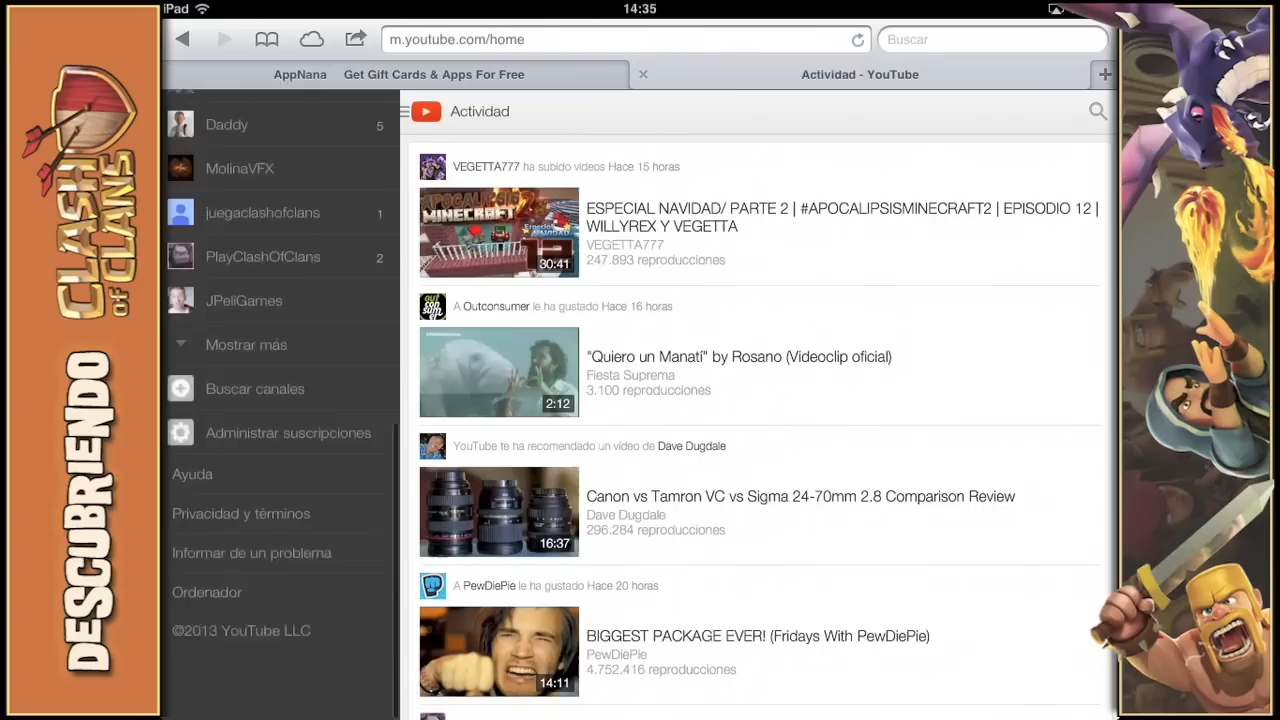 iPad
14:35
m.youtube.com/home
Buscar
AppNana Get Gift Cards & Apps For Free
Actividad - YouTube
Daddy 5
MolinaVFX
juegaclashofclans 1
PlayClashOfClans 2
JPeliGames
Mostrar más
Buscar canales
Administrar suscripciones
Ayuda
Privacidad y términos
Informar de un problema
Ordenador
©2013 YouTube LLC
Actividad
VEGETTA777 ha subido vídeos Hace 15 horas
APOCALIPSIS
MINECRAFT 2
30:41
ESPECIAL NAVIDAD/ PARTE 2 | #APOCALIPSISMINECRAFT2 | EPISODIO 12 |
WILLYREX Y VEGETTA
VEGETTA777
247.893 reproducciones
A Outconsumer le ha gustado Hace 16 horas
2:12
"Quiero un Manatí" by Rosano (Videoclip oficial)
Fiesta Suprema
3.100 reproducciones
YouTube te ha recomendado un vídeo de Dave Dugdale
16:37
Canon vs Tamron VC vs Sigma 24-70mm 2.8 Comparison Review
Dave Dugdale
296.284 reproducciones
A PewDiePie le ha gustado Hace 20 horas
14:11
BIGGEST PACKAGE EVER! (Fridays With PewDiePie)
PewDiePie
4.752.416 reproducciones
DESCUBRIENDO
CLASH
of CLANS